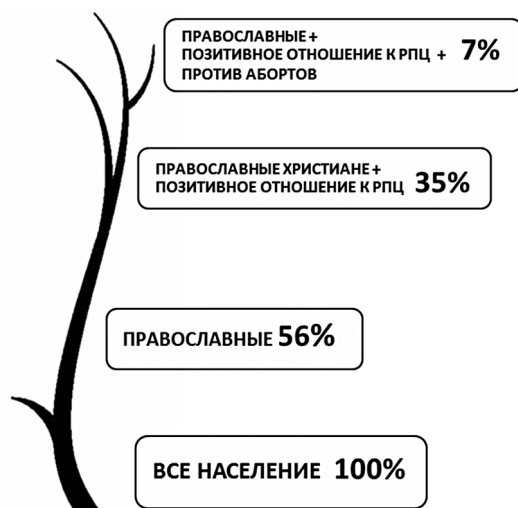 ПРАВОСЛАВНЫЕ +
ПОЗИТИВНОЕ ОТНОШЕНИЕ К РПЦ + 7%
ПРОТИВ АБОРТОВ
ПРАВОСЛАВНЫЕ ХРИСТИАНЕ +
ПОЗИТИВНОЕ ОТНОШЕНИЕ К РПЦ 35%
ПРАВОСЛАВНЫЕ 56%
ВСЕ НАСЕЛЕНИЕ 100%